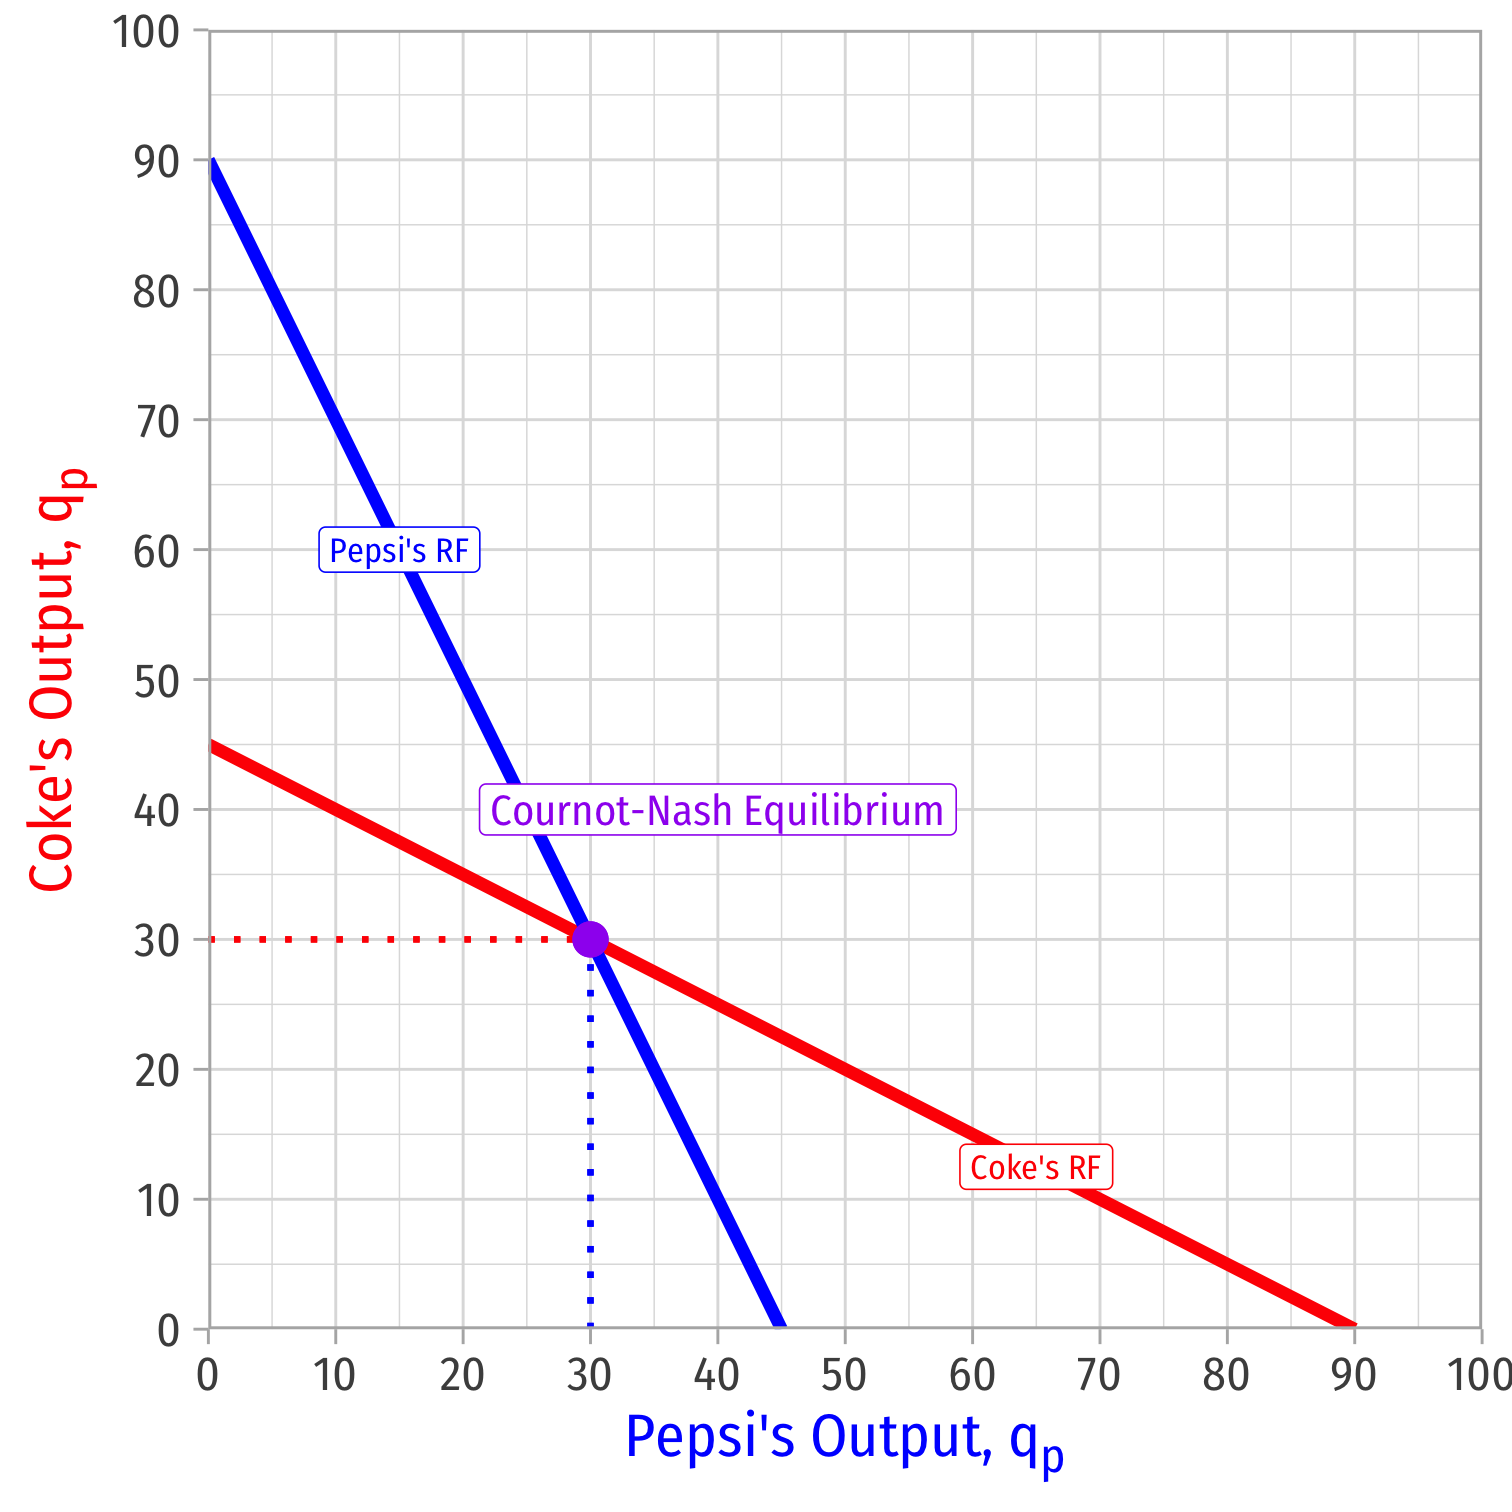 100
90
80
70
60
50
40
30
20
10
0
Coke's Output, qp
Pepsi's RF
Cournot-Nash Equilibrium
Coke's RF
0 10 20 30 40 50 60 70 80 90 100
Pepsi's Output, qp